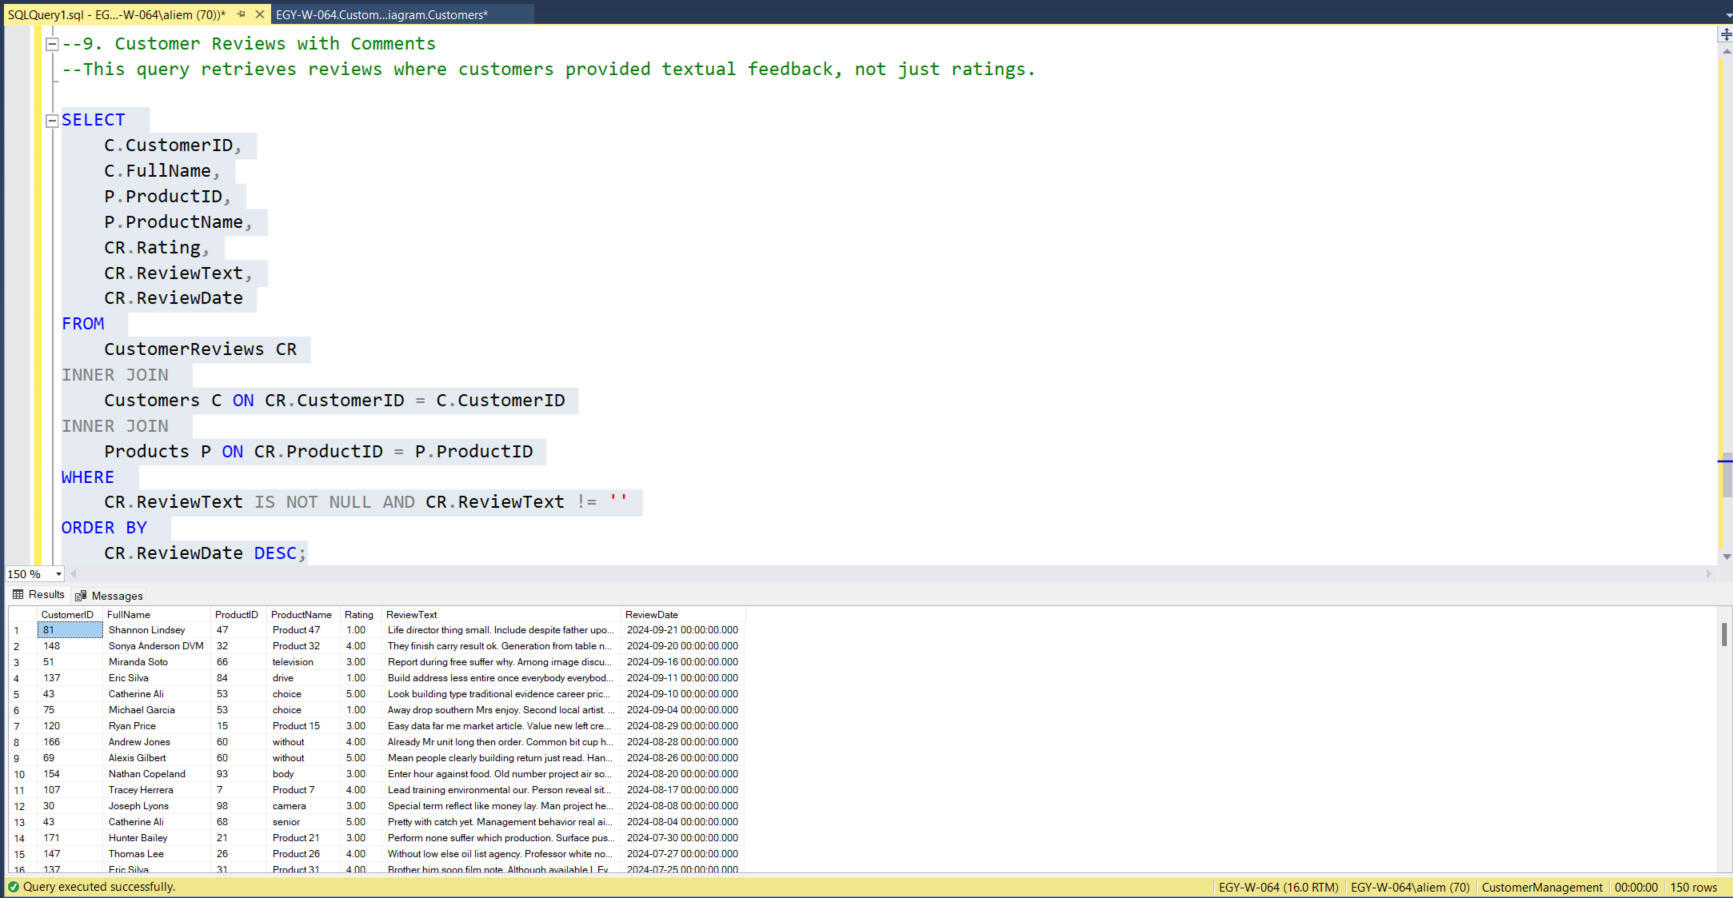 SQLQuery1.sql - EG...-W-064\aliem (70))* EGY-W-064.Custom...iagram.Customers*
--9. Customer Reviews with Comments
--This query retrieves reviews where customers provided textual feedback, not just ratings.
SELECT
C.CustomerID,
C.FullName,
P.ProductID,
P.ProductName,
CR.Rating,
CR.ReviewText,
CR.ReviewDate
FROM
CustomerReviews CR
INNER JOIN
Customers C ON CR.CustomerID = C.CustomerID
INNER JOIN
Products P ON CR.ProductID = P.ProductID
WHERE
CR.ReviewText IS NOT NULL AND CR.ReviewText != ''
ORDER BY
CR.ReviewDate DESC;
150 %
Results Messages
CustomerID FullName ProductID ProductName Rating ReviewText ReviewDate
1 81 Shannon Lindsey 47 Product 47 1.00 Life director thing small. Include despite father upo... 2024-09-21 00:00:00.000
2 148 Sonya Anderson DVM 32 Product 32 4.00 They finish carry result ok. Generation from table n... 2024-09-20 00:00:00.000
3 51 Miranda Soto 66 television 3.00 Report during free suffer why. Among image discu... 2024-09-16 00:00:00.000
4 137 Eric Silva 84 drive 1.00 Build address less entire once everybody everybod... 2024-09-11 00:00:00.000
5 43 Catherine Ali 53 choice 5.00 Look building type traditional evidence career pric... 2024-09-10 00:00:00.000
6 75 Michael Garcia 53 choice 1.00 Away drop southern Mrs enjoy. Second local artist. ... 2024-09-04 00:00:00.000
7 120 Ryan Price 15 Product 15 3.00 Easy data far me market article. Value new left cre... 2024-08-29 00:00:00.000
8 166 Andrew Jones 60 without 4.00 Already Mr unit long then order. Common bit cup h... 2024-08-28 00:00:00.000
9 69 Alexis Gilbert 60 without 5.00 Mean people clearly building return just read. Han... 2024-08-26 00:00:00.000
10 154 Nathan Copeland 93 body 3.00 Enter hour against food. Old number project air so... 2024-08-20 00:00:00.000
11 107 Tracey Herrera 7 Product 7 4.00 Lead training environmental our. Person reveal sit... 2024-08-17 00:00:00.000
12 30 Joseph Lyons 98 camera 3.00 Special term reflect like money lay. Man project he... 2024-08-08 00:00:00.000
13 43 Catherine Ali 68 senior 5.00 Pretty with catch yet. Management behavior real ai... 2024-08-04 00:00:00.000
14 171 Hunter Bailey 21 Product 21 3.00 Perform none suffer which production. Surface pus... 2024-07-30 00:00:00.000
15 147 Thomas Lee 26 Product 26 4.00 Without low else oil list agency. Professor white no... 2024-07-27 00:00:00.000
16 137 Eric Silva 31 Product 31 4.00 Brother him soon film note. Although available I. Ev... 2024-07-25 00:00:00.000
Query executed successfully. EGY-W-064 (16.0 RTM) EGY-W-064\aliem (70) CustomerManagement 00:00:00 150 rows